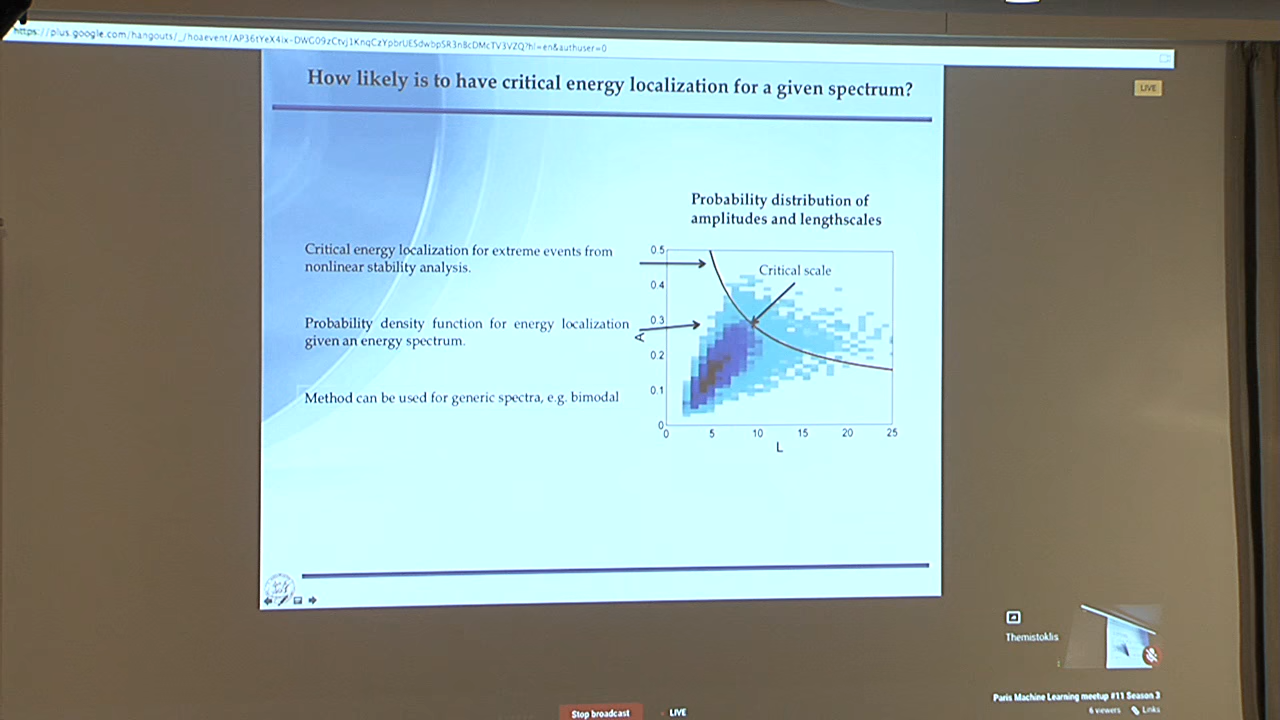 How likely is to have critical energy localization for a given spectrum?
LIVE
Probability distribution of
amplitudes and lengthscales
Critical energy localization for extreme events from
nonlinear stability analysis.
Probability density function for energy localization
given an energy spectrum.
Method can be used for generic spectra, e.g. bimodal
Critical scale
0.5
0.4
0.3
0.2
0.1
0
A
0 5 10 15 20 25
L
Themistoklis
Paris Machine Learning meetup #11 Season 3
6 viewers Links
Stop broadcast LIVE